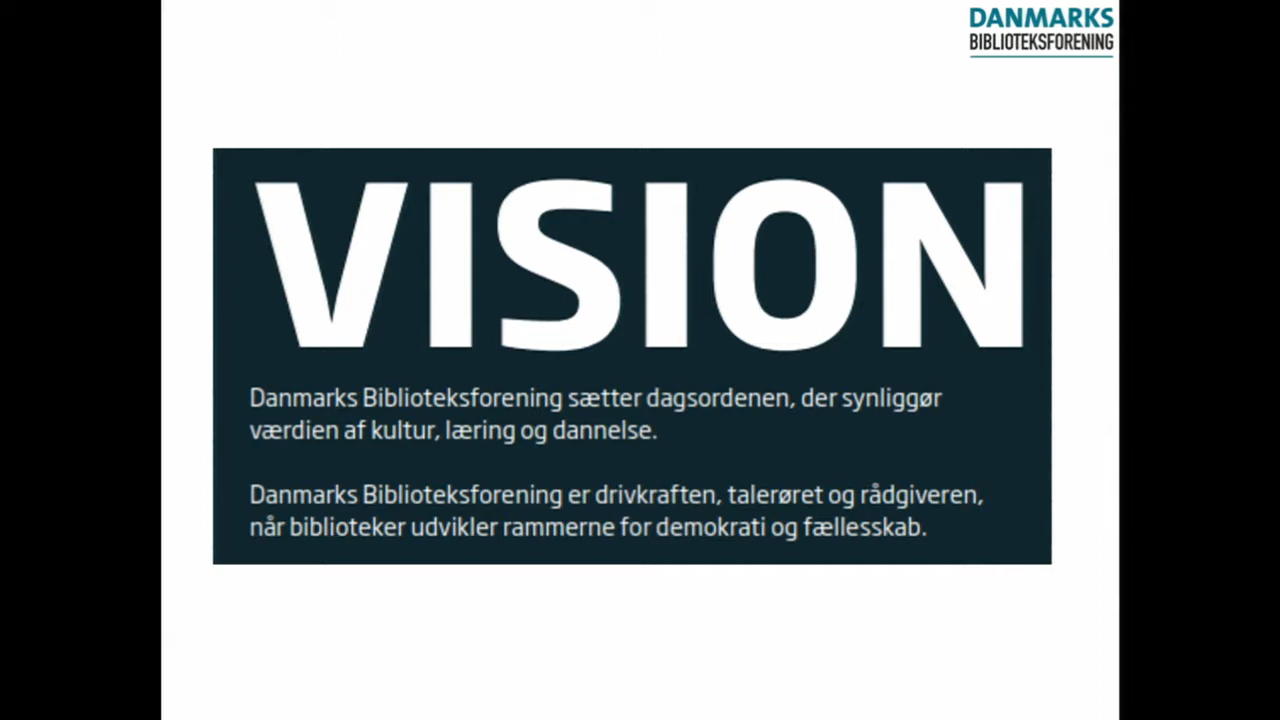 DANMARKS
BIBLIOTEKSFORENING
VISION
Danmarks Biblioteksforening sætter dagsordenen, der synliggør
værdien af kultur, læring og dannelse.
Danmarks Biblioteksforening er drivkraften, talerøret og rådgiveren,
når biblioteker udvikler rammerne for demokrati og fællesskab.